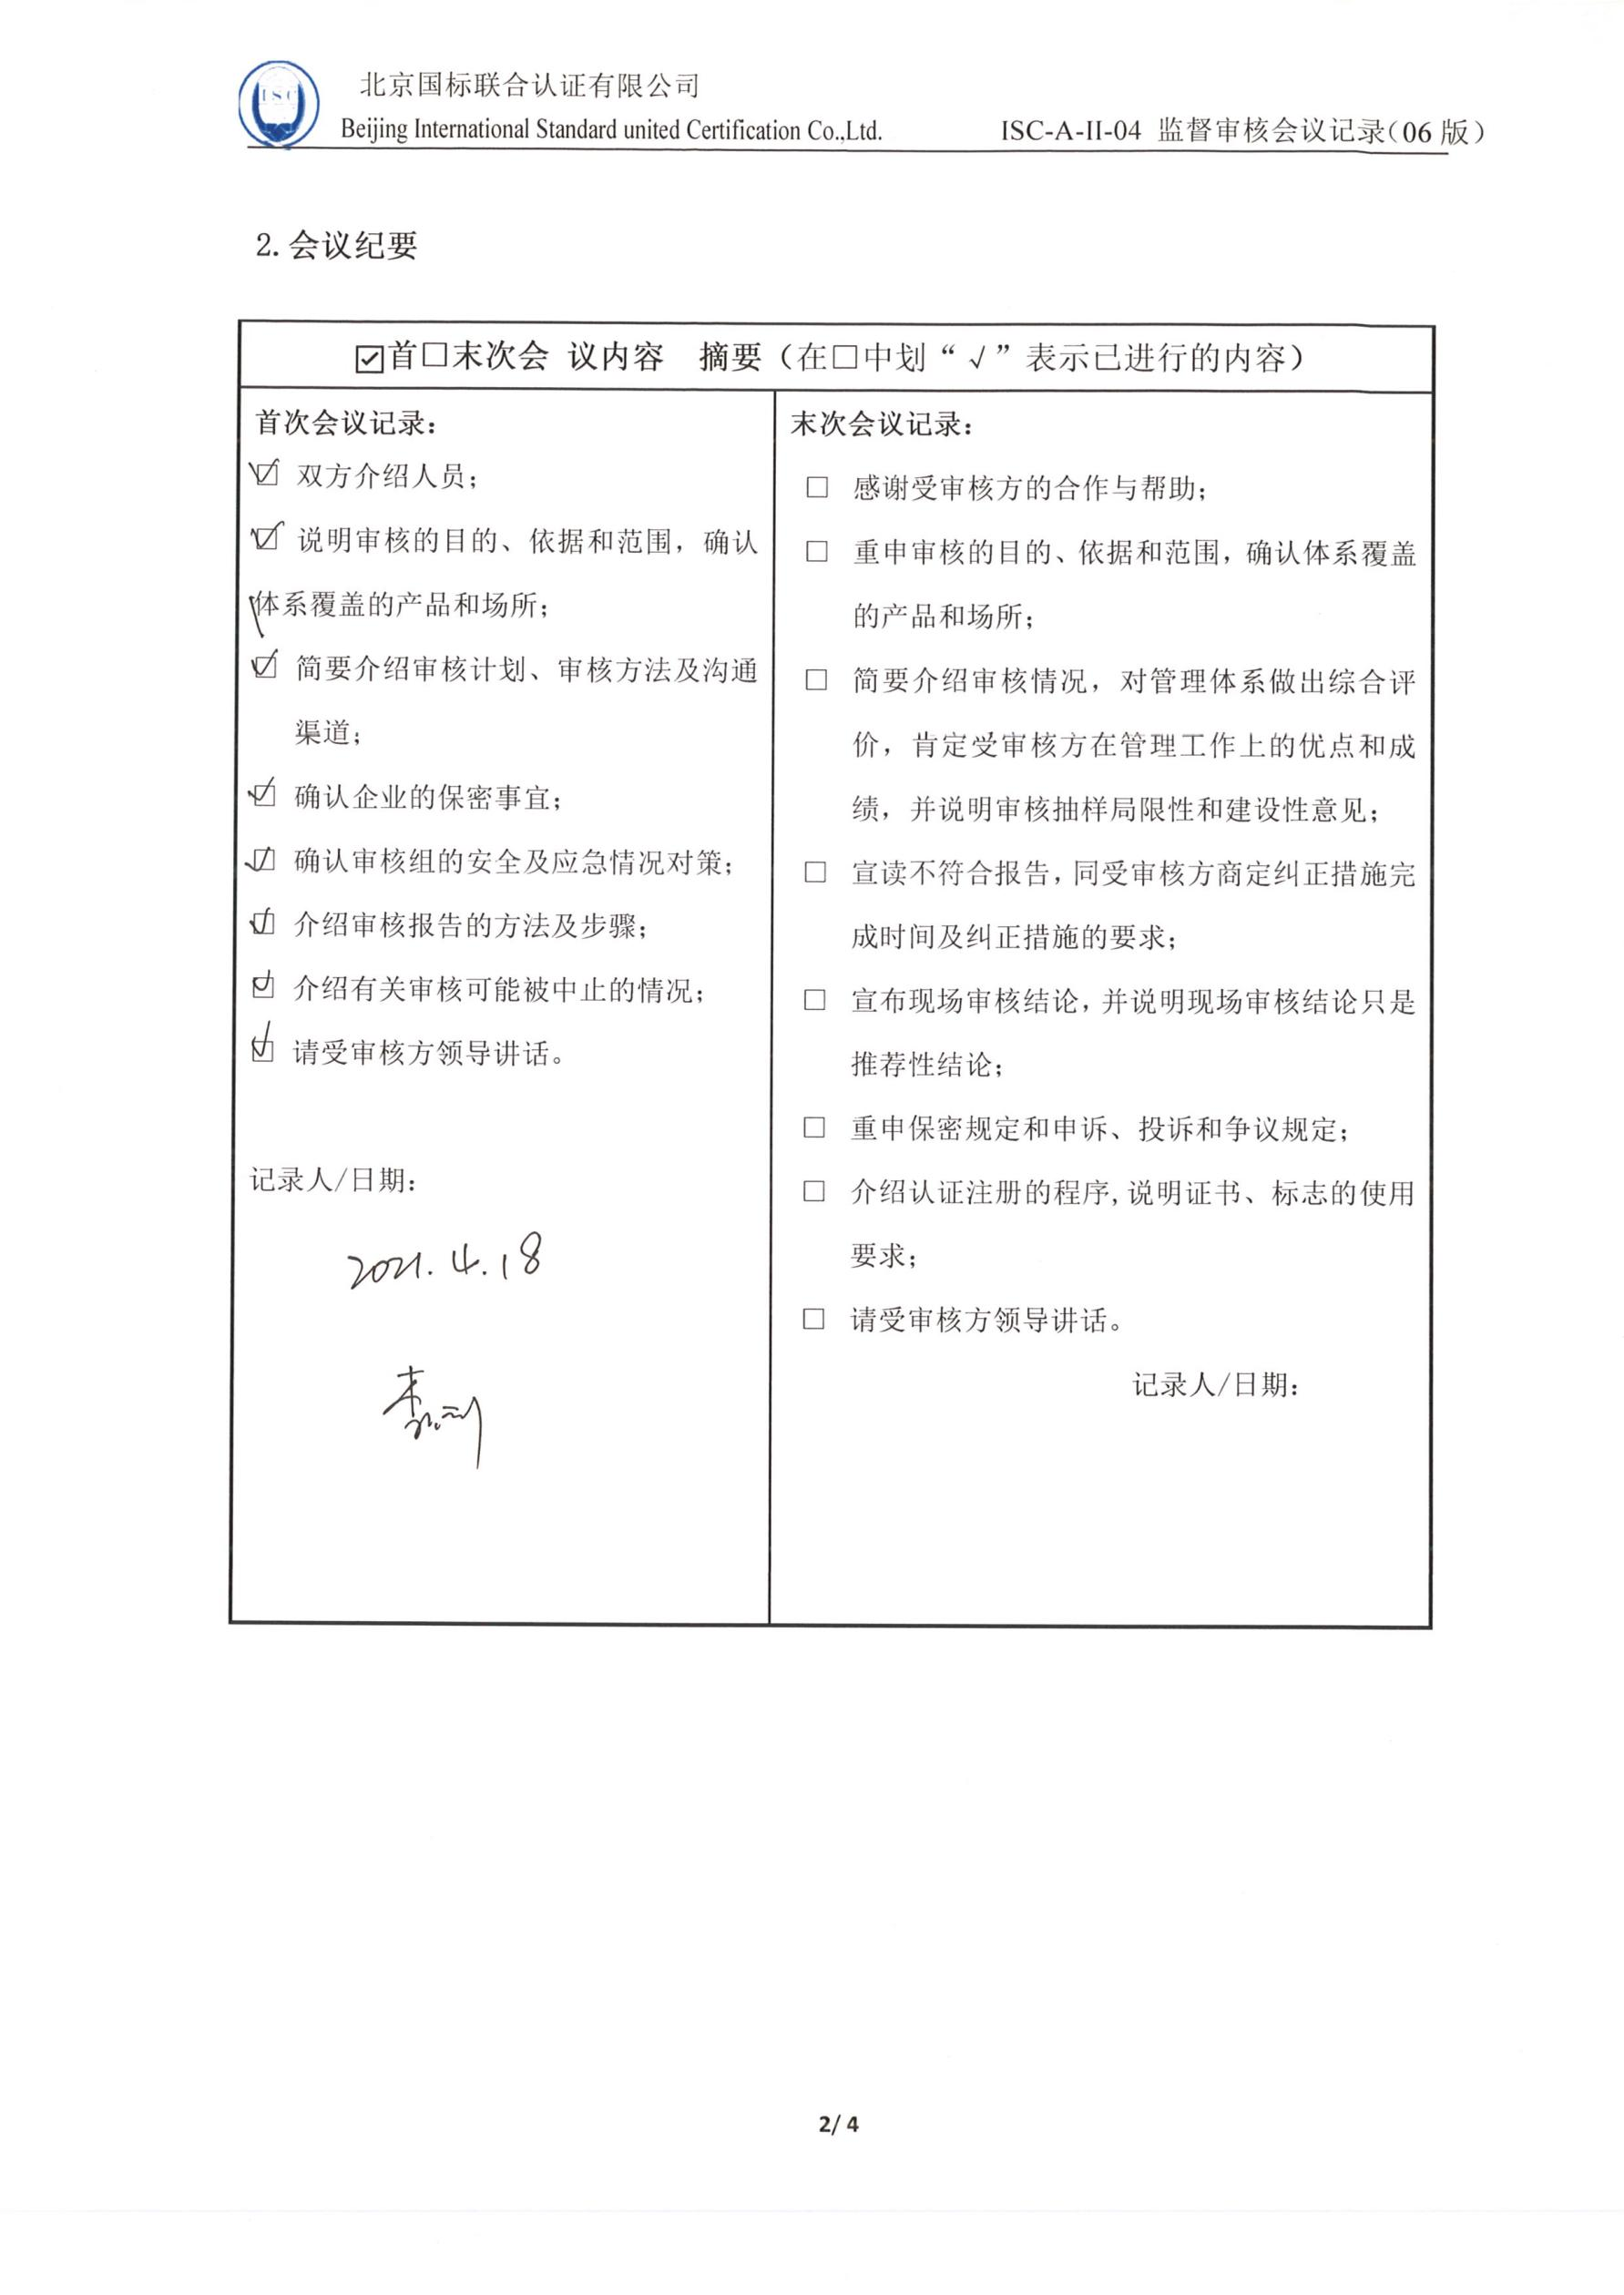 ISC
北京国标联合认证有限公司
Beijing International Standard united Certification Co.,Ltd.
ISC-A-II-04 监督审核会议记录(06 版)
2. 会议纪要
☑首□末次会 议内容 摘要（在□中划“√”表示已进行的内容）
首次会议记录：
☑ 双方介绍人员；
☑ 说明审核的目的、依据和范围，确认
体系覆盖的产品和场所；
☑ 简要介绍审核计划、审核方法及沟通
渠道；
☑ 确认企业的保密事宜；
☑ 确认审核组的安全及应急情况对策；
☑ 介绍审核报告的方法及步骤；
☑ 介绍有关审核可能被中止的情况；
☑ 请受审核方领导讲话。
记录人/日期：
2021.4.18
末次会议记录：
□ 感谢受审核方的合作与帮助；
□ 重申审核的目的、依据和范围，确认体系覆盖
的产品和场所；
□ 简要介绍审核情况，对管理体系做出综合评
价，肯定受审核方在管理工作上的优点和成
绩，并说明审核抽样局限性和建设性意见；
□ 宣读不符合报告，同受审核方商定纠正措施完
成时间及纠正措施的要求；
□ 宣布现场审核结论，并说明现场审核结论只是
推荐性结论；
□ 重申保密规定和申诉、投诉和争议规定；
□ 介绍认证注册的程序，说明证书、标志的使用
要求；
□ 请受审核方领导讲话。
记录人/日期：
2/ 4